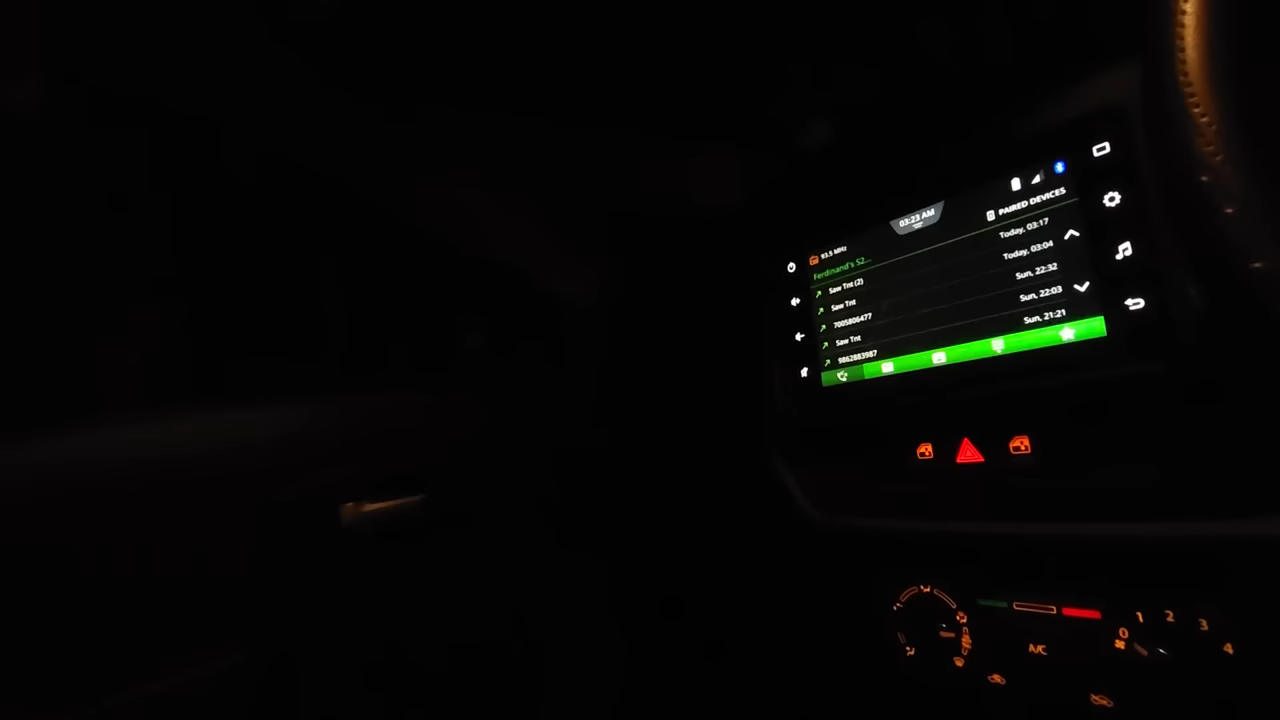 03:23 AM
PAIRED DEVICES
93.5 MHz
Ferdinand's S2...
Saw Tnt (2) Today, 03:17
Saw Tnt Today, 03:04
7005806477 Sun, 22:32
Saw Tnt Sun, 22:03
9862883987 Sun, 21:21
A/C
0 1 2 3 4